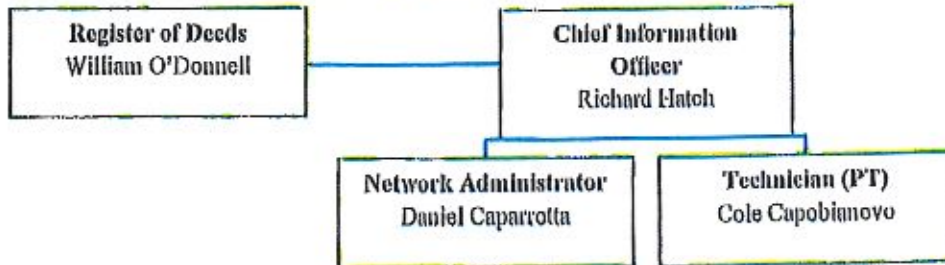 Register of Deeds
William O'Donnell
Chief Information
Officer
Richard Hatch
Network Administrator
Daniel Caparrotta
Technician (PT)
Cole Capobianovo